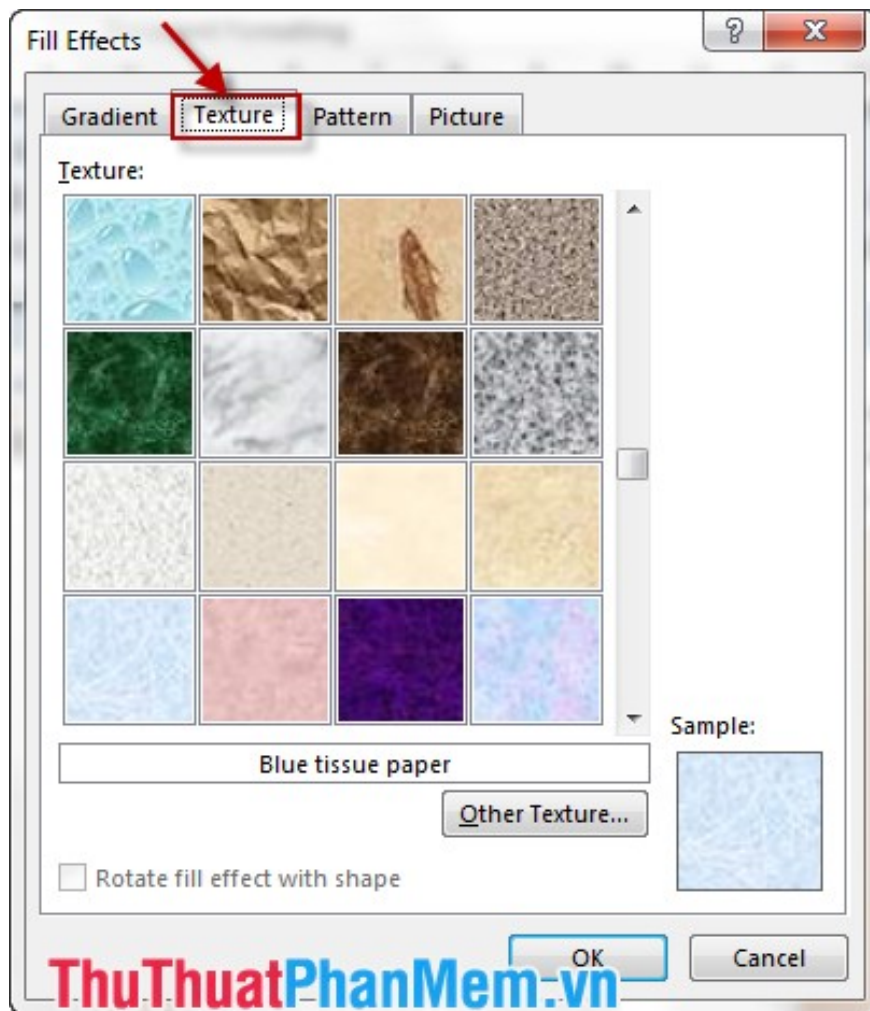 Fill Effects
Gradient Texture Pattern Picture
Texture:
Sample:
Blue tissue paper
Other Texture...
Rotate fill effect with shape
OK Cancel
ThuThuatPhanMem.vn